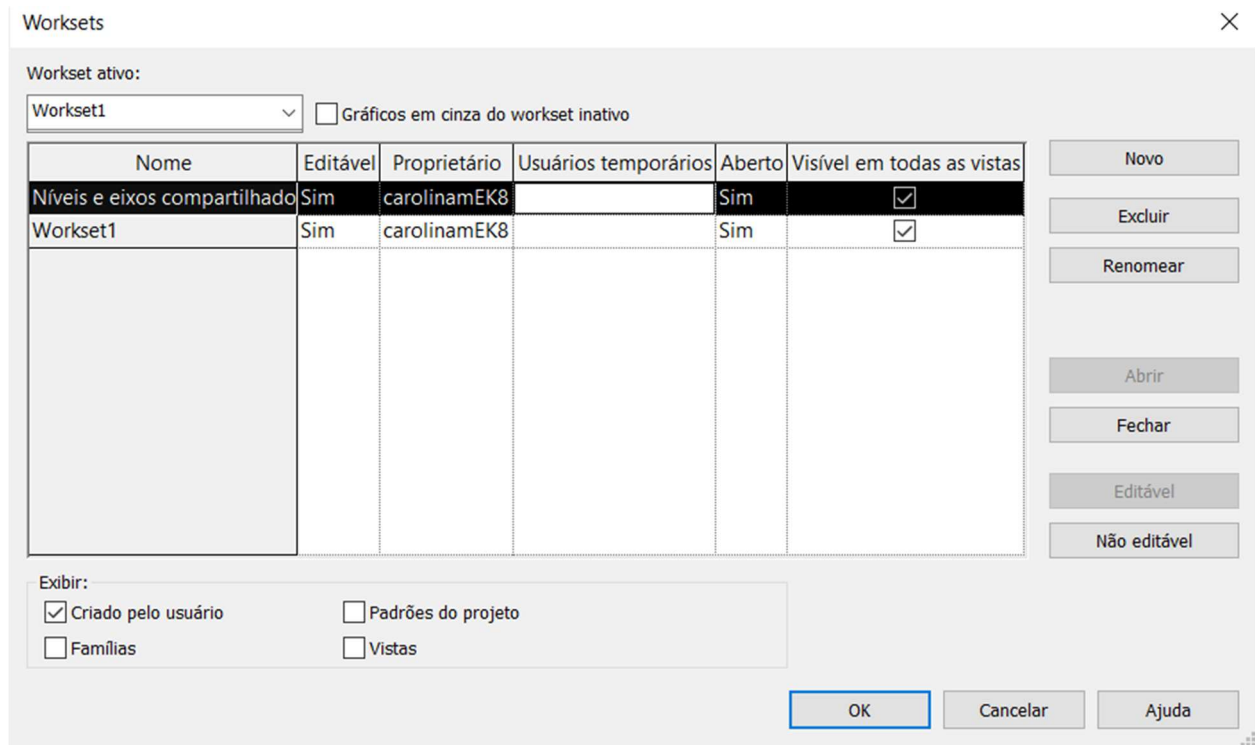 Worksets
Workset ativo:
Workset1
Gráficos em cinza do workset inativo
Nome Editável Proprietário Usuários temporários Aberto Visível em todas as vistas
Níveis e eixos compartilhado Sim carolinamEK8 Sim
Workset1 Sim carolinamEK8 Sim
Novo
Excluir
Renomear
Abrir
Fechar
Editável
Não editável
Exibir:
Criado pelo usuário Padrões do projeto
Famílias Vistas
OK Cancelar Ajuda